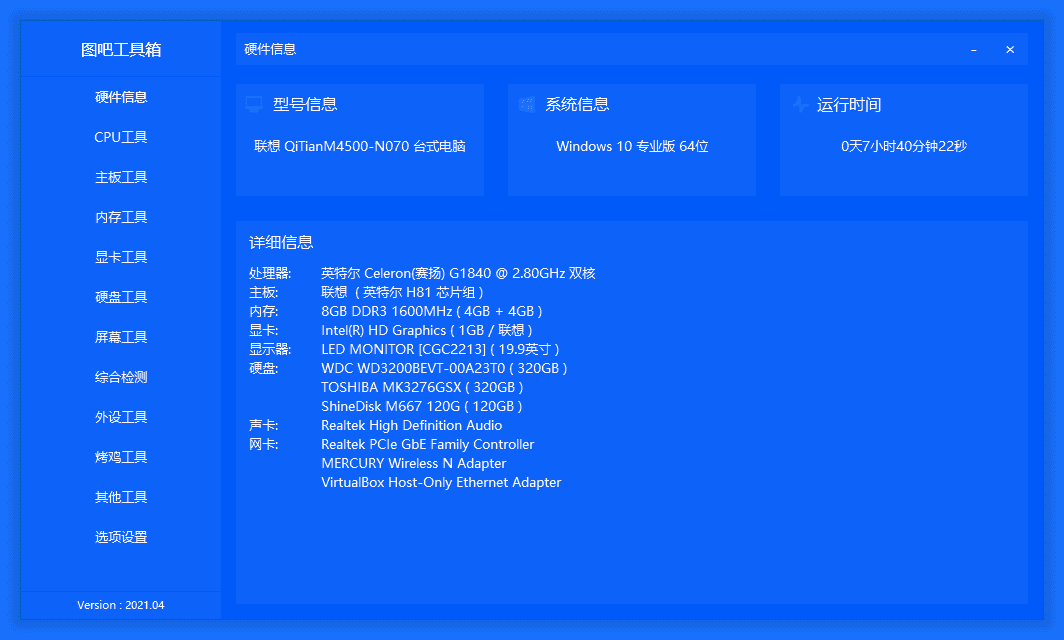 图吧工具箱
硬件信息
CPU工具
主板工具
内存工具
显卡工具
硬盘工具
屏幕工具
综合检测
外设工具
烤鸡工具
其他工具
选项设置
Version : 2021.04
硬件信息
型号信息
联想 QiTianM4500-N070 台式电脑
系统信息
Windows 10 专业版 64位
运行时间
0天7小时40分钟22秒
详细信息
处理器: 英特尔 Celeron(赛扬) G1840 @ 2.80GHz 双核
主板: 联想 ( 英特尔 H81 芯片组 )
内存: 8GB DDR3 1600MHz ( 4GB + 4GB )
显卡: Intel(R) HD Graphics ( 1GB / 联想 )
显示器: LED MONITOR [CGC2213] ( 19.9英寸 )
硬盘: WDC WD3200BEVT-00A23T0 ( 320GB )
TOSHIBA MK3276GSX ( 320GB )
ShineDisk M667 120G ( 120GB )
声卡: Realtek High Definition Audio
网卡: Realtek PCIe GbE Family Controller
MERCURY Wireless N Adapter
VirtualBox Host-Only Ethernet Adapter